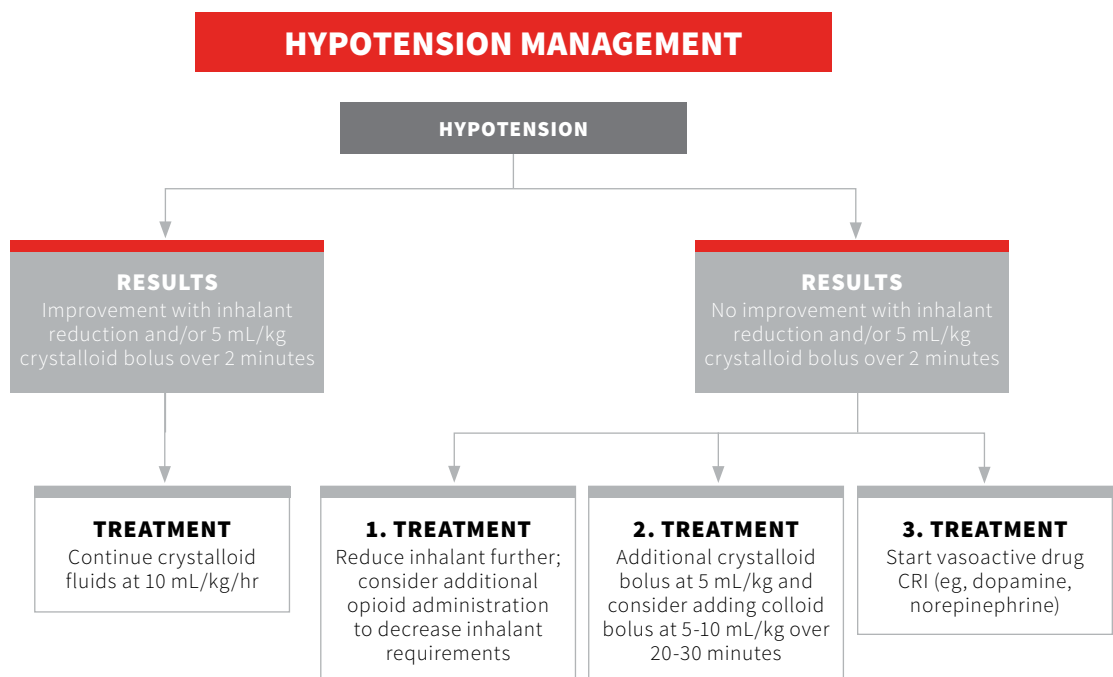 HYPOTENSION MANAGEMENT
HYPOTENSION
RESULTS
Improvement with inhalant
reduction and/or 5 mL/kg
crystalloid bolus over 2 minutes
RESULTS
No improvement with inhalant
reduction and/or 5 mL/kg
crystalloid bolus over 2 minutes
TREATMENT
Continue crystalloid
fluids at 10 mL/kg/hr
1. TREATMENT
Reduce inhalant further;
consider additional
opioid administration
to decrease inhalant
requirements
2. TREATMENT
Additional crystalloid
bolus at 5 mL/kg and
consider adding colloid
bolus at 5-10 mL/kg over
20-30 minutes
3. TREATMENT
Start vasoactive drug
CRI (eg, dopamine,
norepinephrine)